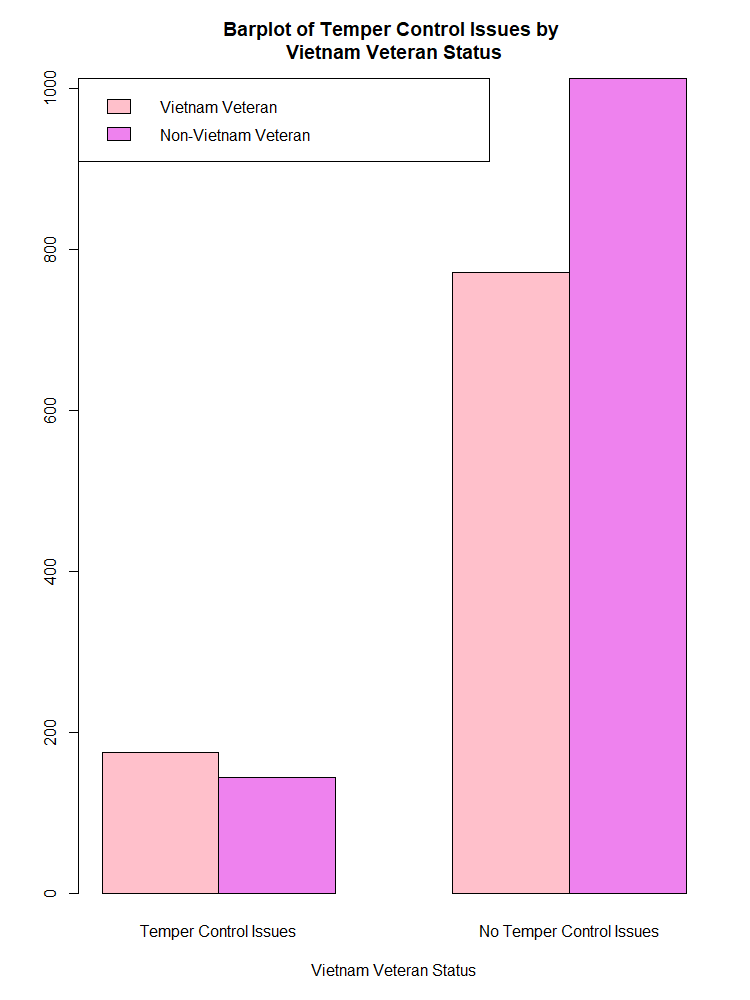 Barplot of Temper Control Issues by
Vietnam Veteran Status
Vietnam Veteran
Non-Vietnam Veteran
1000
800
600
400
200
0
Temper Control Issues
No Temper Control Issues
Vietnam Veteran Status